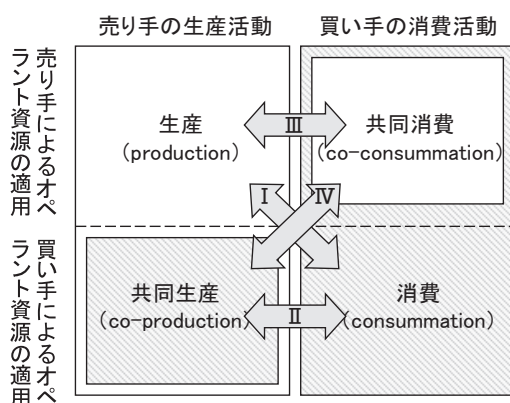 売り手の生産活動
買い手の消費活動
売り手によるオペ
ラント資源の適用
生産
(production)
Ⅲ
共同消費
(co-consummation)
Ⅰ
Ⅳ
買い手によるオペ
ラント資源の適用
共同生産
(co-production)
Ⅱ
消費
(consummation)